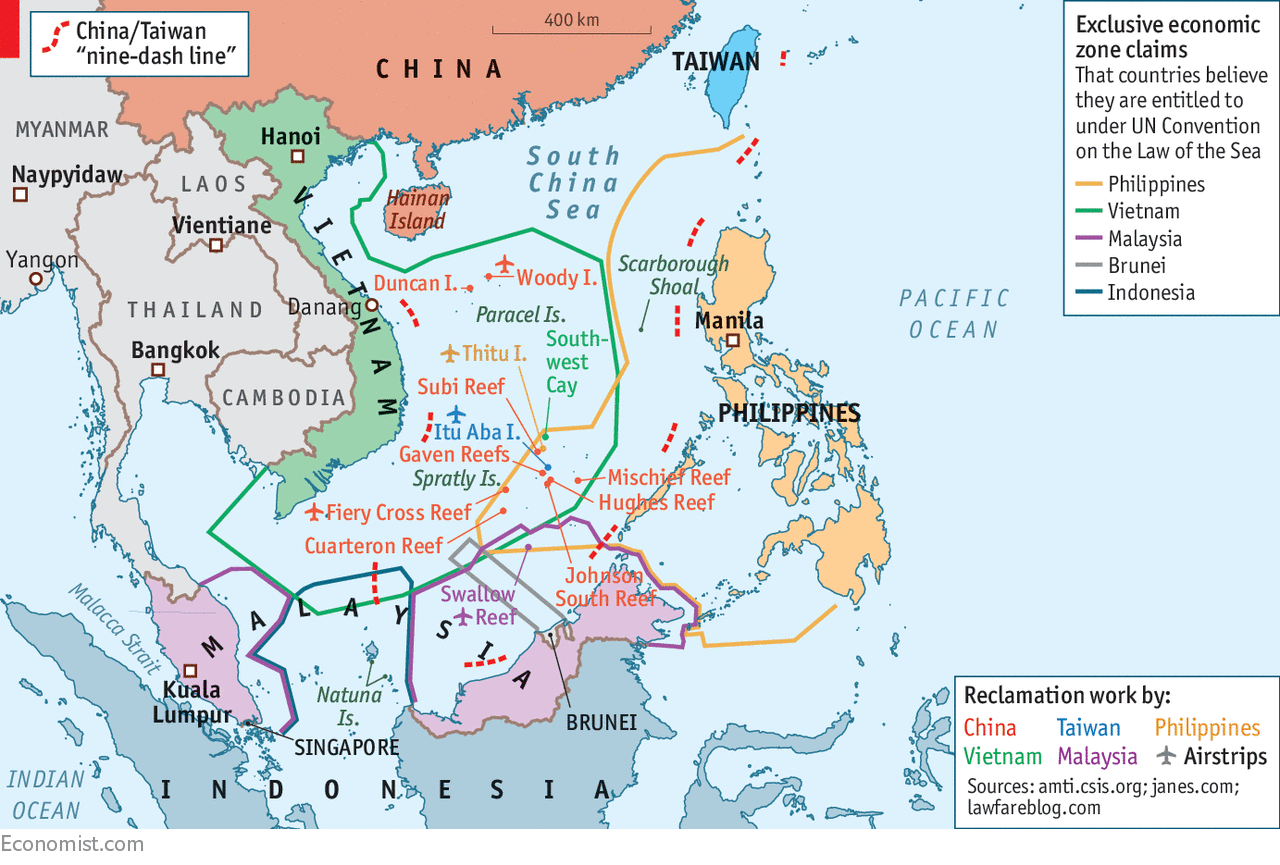 China/Taiwan
“nine-dash line”
400 km
CHINA
TAIWAN
MYANMAR
Hanoi
Naypyidaw
LAOS
Hainan
Island
South
China
Sea
VIETNAM
Vientiane
Yangon
Scarborough
Shoal
Duncan I.
Woody I.
THAILAND
Danang
Paracel Is.
PACIFIC
OCEAN
Manila
Bangkok
Thitu I.
South-
west
Cay
CAMBODIA
Subi Reef
PHILIPPINES
Itu Aba I.
Gaven Reefs
Spratly Is.
Mischief Reef
Hughes Reef
Fiery Cross Reef
Cuarteron Reef
Johnson
South Reef
Swallow
Reef
Malacca Strait
MALAYSIA
Kuala
Lumpur
Natuna
Is.
BRUNEI
SINGAPORE
INDIAN
OCEAN
INDONESIA
Exclusive economic
zone claims
That countries believe
they are entitled to
under UN Convention
on the Law of the Sea
Philippines
Vietnam
Malaysia
Brunei
Indonesia
Reclamation work by:
China Taiwan Philippines
Vietnam Malaysia Airstrips
Sources: amti.csis.org; janes.com;
lawfareblog.com
Economist.com